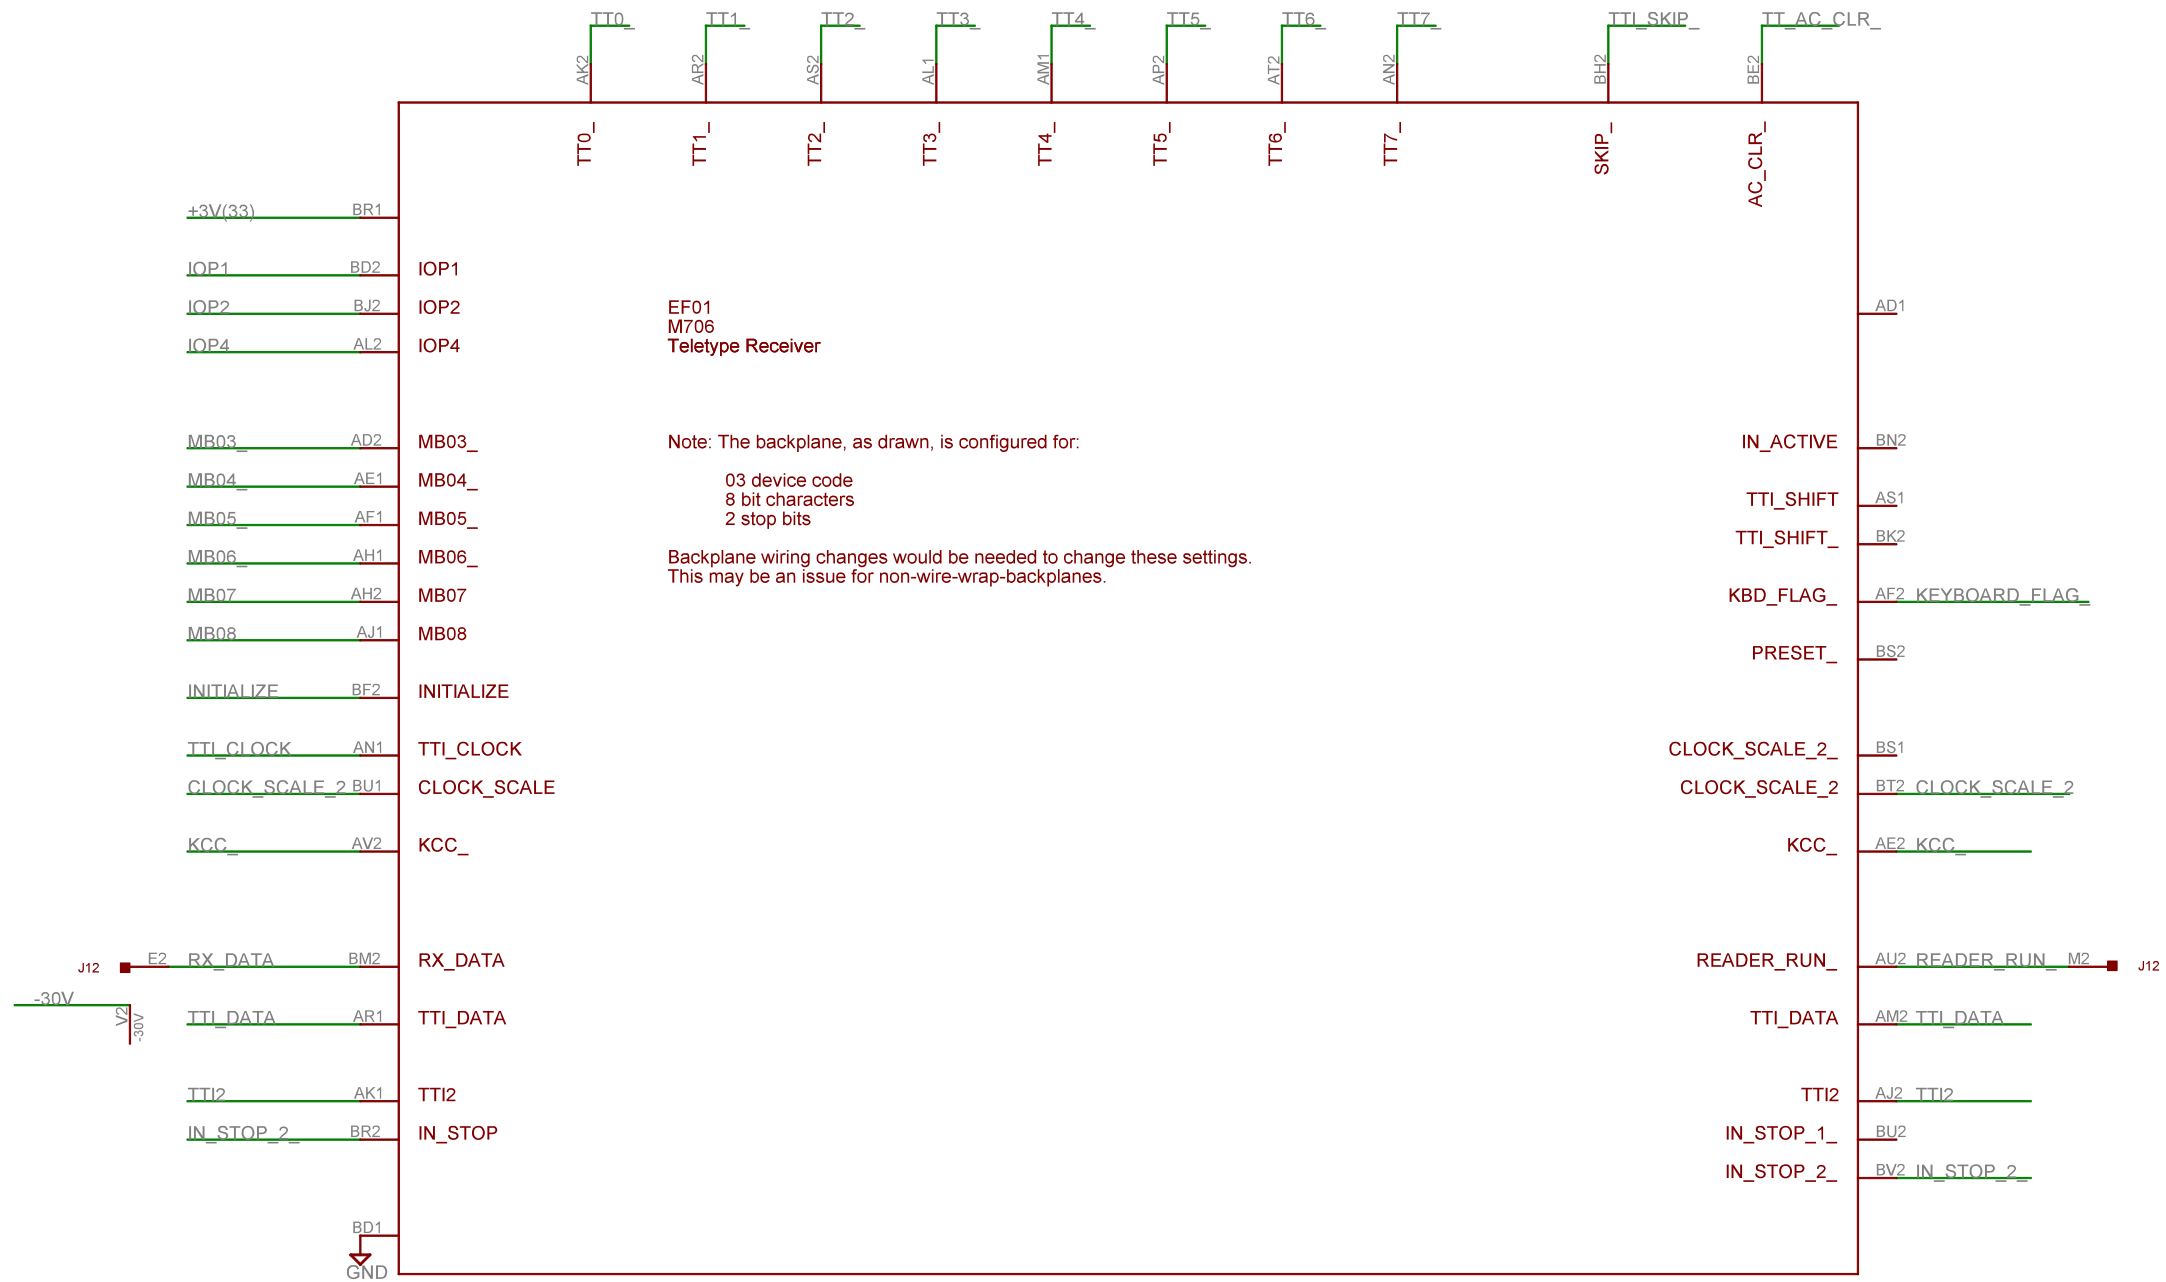 TT0_ TT1_ TT2_ TT3_ TT4_ TT5_ TT6_ TT7_ TTI_SKIP_ TT_AC_CLR_
AK2 AR2 AS2 AL1 AM1 AP2 AT2 AN2 BH2 BE2
TT0_ TT1_ TT2_ TT3_ TT4_ TT5_ TT6_ TT7_ SKIP_ AC_CLR_
+3V(33) BR1
IOP1 BD2 IOP1
IOP2 BJ2 IOP2 EF01 AD1
M706
IOP4 AL2 IOP4 Teletype Receiver
MB03_ AD2 MB03_ Note: The backplane, as drawn, is configured for: IN_ACTIVE BN2
MB04_ AE1 MB04_ 03 device code
8 bit characters TTI_SHIFT AS1
MB05_ AF1 MB05_ 2 stop bits
TTI_SHIFT_ BK2
MB06_ AH1 MB06_ Backplane wiring changes would be needed to change these settings.
This may be an issue for non-wire-wrap-backplanes.
MB07 AH2 MB07 KBD_FLAG_ AF2 KEYBOARD_FLAG_
MB08 AJ1 MB08
PRESET_ BS2
INITIALIZE BF2 INITIALIZE
TTI_CLOCK AN1 TTI_CLOCK CLOCK_SCALE_2_ BS1
CLOCK_SCALE_2 BU1 CLOCK_SCALE CLOCK_SCALE_2 BT2 CLOCK_SCALE_2
KCC_ AV2 KCC_ KCC_ AE2 KCC_
J12 E2 RX_DATA BM2 RX_DATA READER_RUN_ AU2 READER_RUN_ M2 J12
-30V
V2 -30V
TTI_DATA AR1 TTI_DATA TTI_DATA AM2 TTI_DATA
TTI2 AK1 TTI2 TTI2 AJ2 TTI2
IN_STOP_2_ BR2 IN_STOP IN_STOP_1_ BU2
IN_STOP_2_ BV2 IN_STOP_2_
BD1
GND